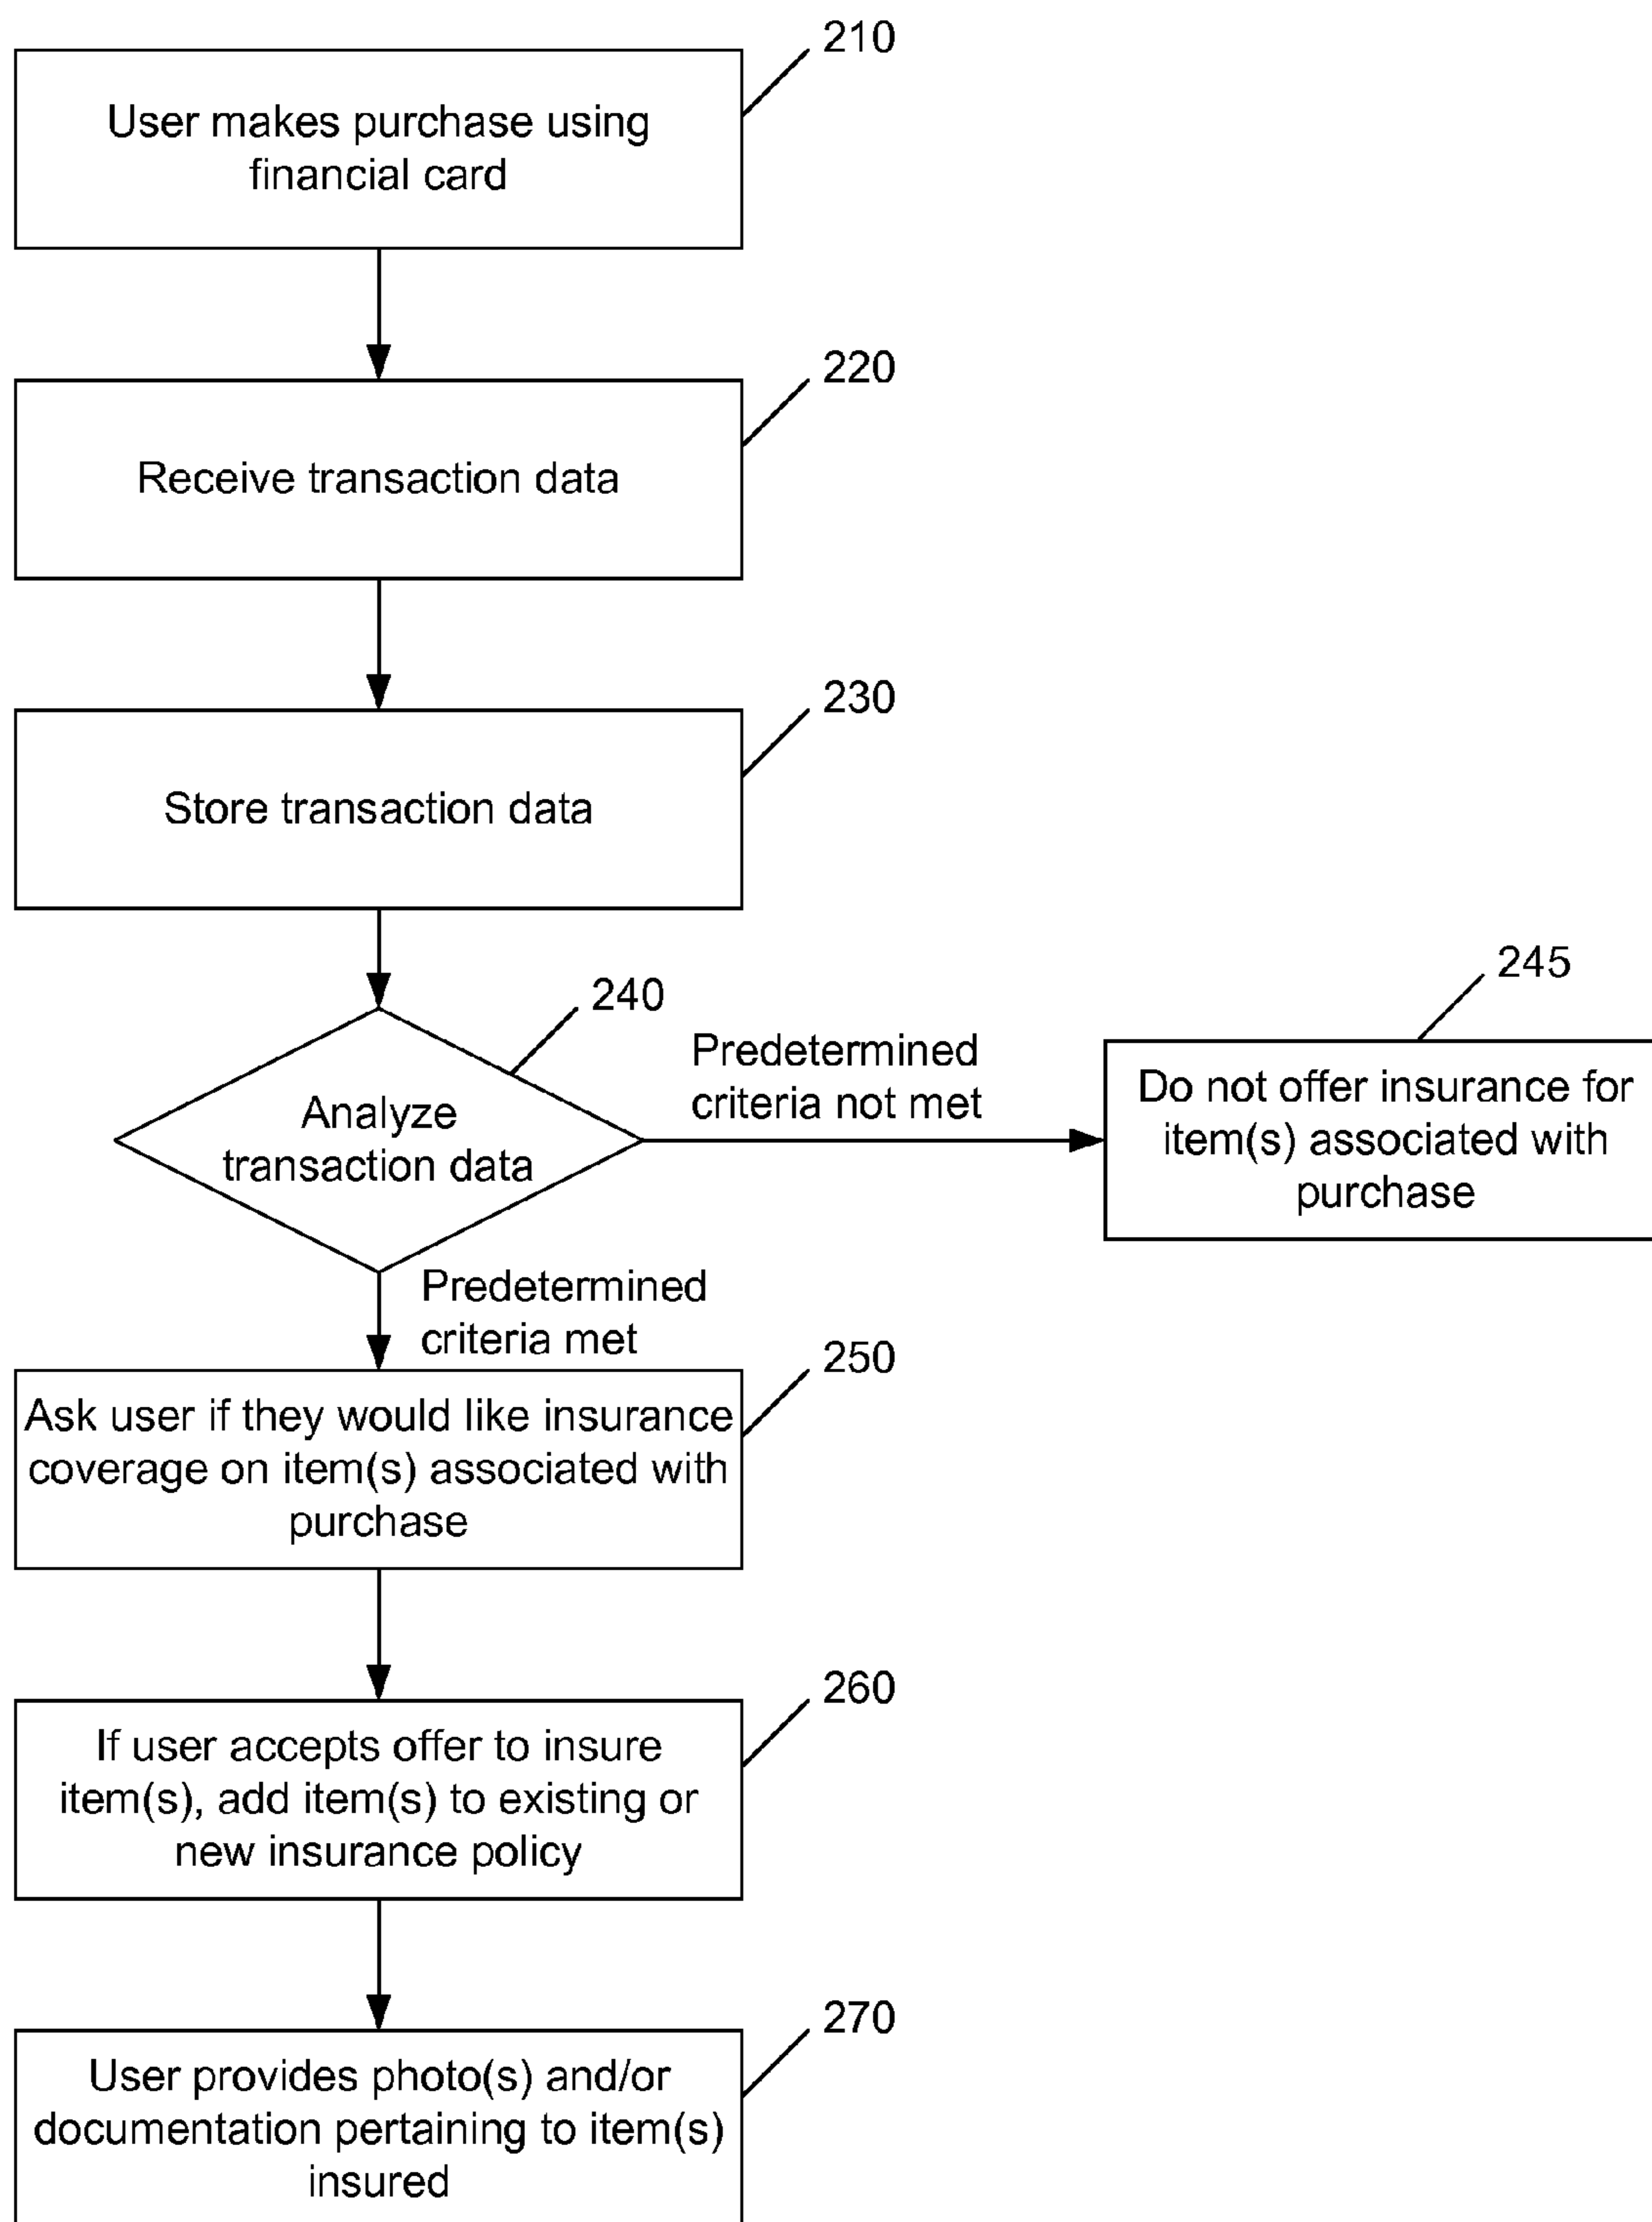 210
User makes purchase using
financial card
220
Receive transaction data
230
Store transaction data
240
Analyze
transaction data
Predetermined
criteria not met
245
Do not offer insurance for
item(s) associated with
purchase
Predetermined
criteria met
250
Ask user if they would like insurance
coverage on item(s) associated with
purchase
260
If user accepts offer to insure
item(s), add item(s) to existing or
new insurance policy
270
User provides photo(s) and/or
documentation pertaining to item(s)
insured